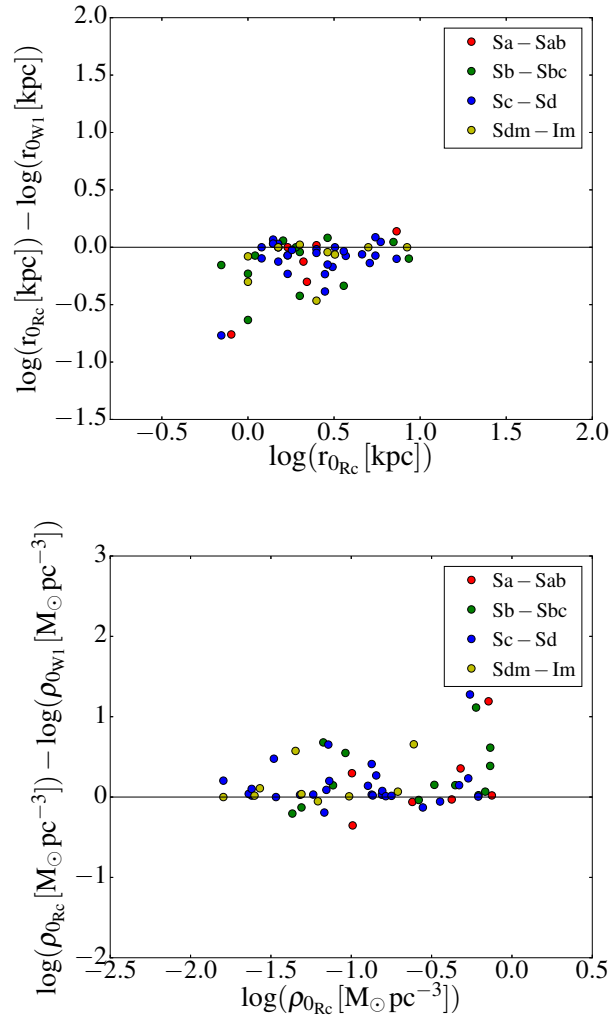 2.0
1.5
1.0
0.5
0.0
−0.5
−1.0
−1.5
log(r0Rc[kpc]) − log(r0W1[kpc])
Sa − Sab
Sb − Sbc
Sc − Sd
Sdm − Im
−0.5 0.0 0.5 1.0 1.5 2.0
log(r0Rc[kpc])
3
2
1
0
−1
−2
log(ρ0Rc[M⊙pc−3]) − log(ρ0W1[M⊙pc−3])
Sa − Sab
Sb − Sbc
Sc − Sd
Sdm − Im
−2.5 −2.0 −1.5 −1.0 −0.5 0.0 0.5
log(ρ0Rc[M⊙pc−3])